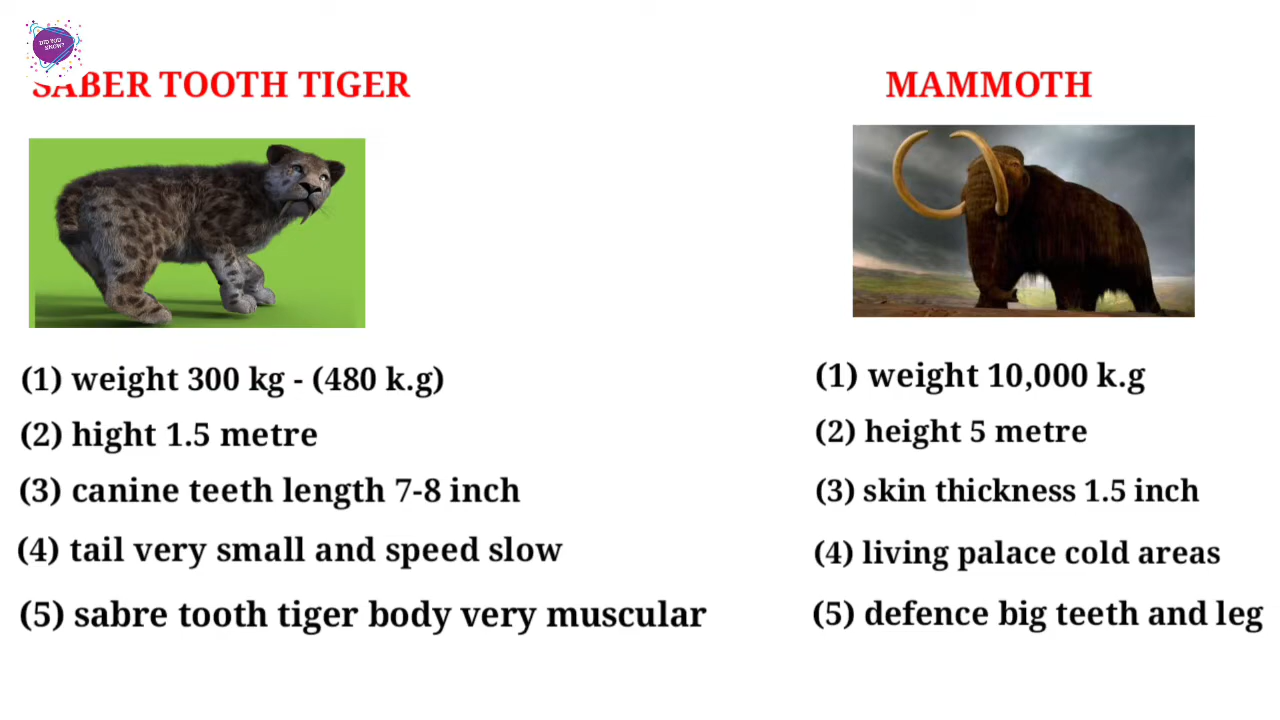 DID YOU
KNOW?
SABER TOOTH TIGER
MAMMOTH
(1) weight 300 kg - (480 k.g)
(2) hight 1.5 metre
(3) canine teeth length 7-8 inch
(4) tail very small and speed slow
(5) sabre tooth tiger body very muscular
(1) weight 10,000 k.g
(2) height 5 metre
(3) skin thickness 1.5 inch
(4) living palace cold areas
(5) defence big teeth and leg